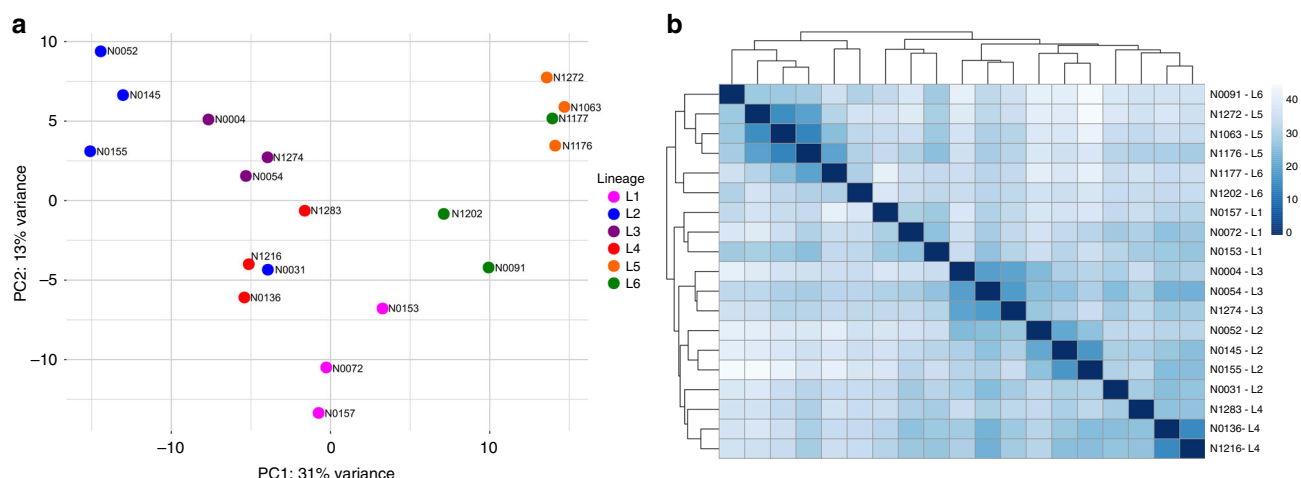 a
10
5
0
−5
−10
PC2: 13% variance
−10
0
10
PC1: 31% variance
N0052
N0145
N0155
N0004
N1274
N0054
N1283
N1216
N0031
N0136
N0153
N0072
N0157
N1202
N0091
N1272
N1063
N1177
N1176
Lineage
L1
L2
L3
L4
L5
L6
b
N0091 - L6
N1272 - L5
N1063 - L5
N1176 - L5
N1177 - L6
N1202 - L6
N0157 - L1
N0072 - L1
N0153 - L1
N0004 - L3
N0054 - L3
N1274 - L3
N0052 - L2
N0145 - L2
N0155 - L2
N0031 - L2
N1283 - L4
N0136- L4
N1216- L4
40
30
20
10
0